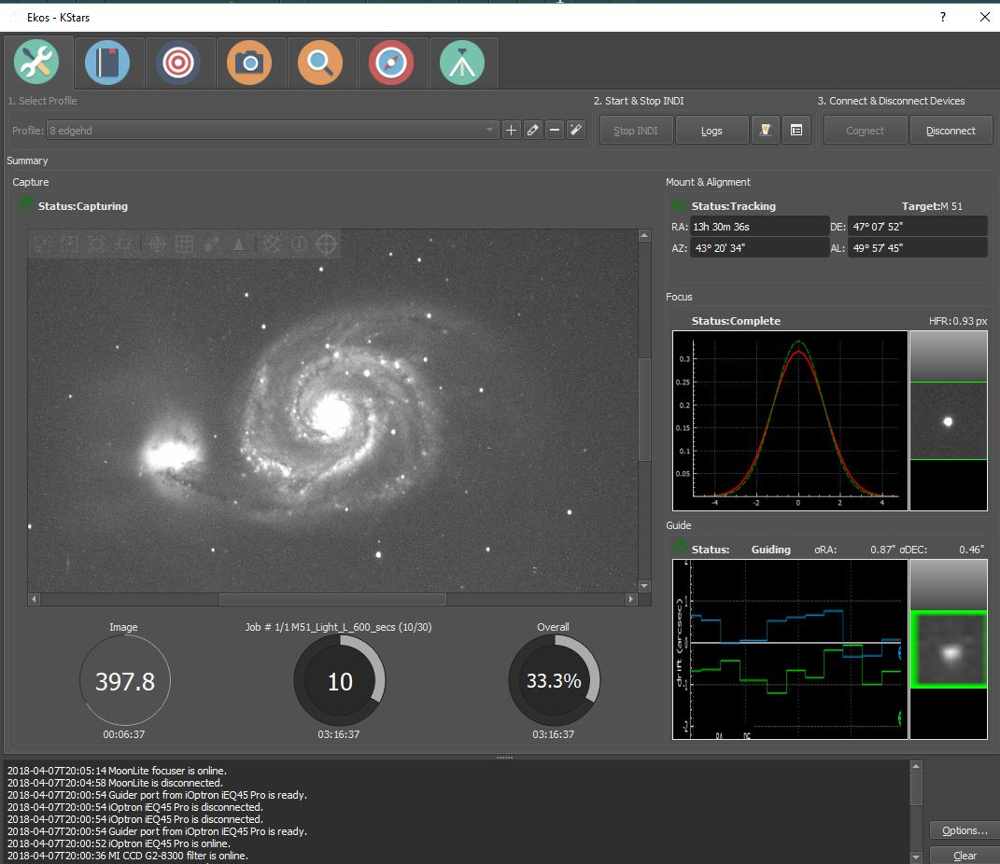 Ekos - KStars
?
1. Select Profile
2. Start & Stop INDI
3. Connect & Disconnect Devices
Profile: 8 edgehd
Stop INDI
Logs
Connect
Disconnect
Summary
Capture
Status:Capturing
Image
397.8
00:06:37
Job # 1/1 M51_Light_L_600_secs (10/30)
10
03:16:37
Overall
33.3%
03:16:37
Mount & Alignment
Status:Tracking Target:M 51
RA: 13h 30m 36s DE: 47° 07' 52"
AZ: 43° 20' 34" AL: 49° 57' 45"
Focus
Status:Complete HFR:0.93 px
0.3
0.25
0.2
0.15
0.1
0.05
-4 -2 0 2 4
Guide
Status: Guiding σRA: 0.87" σDEC: 0.46"
drift (arcsec)
1
0
-1
-2
RA DE
2018-04-07T20:05:14 MoonLite focuser is online.
2018-04-07T20:04:58 MoonLite is disconnected.
2018-04-07T20:00:54 Guider port from iOptron iEQ45 Pro is ready.
2018-04-07T20:00:54 iOptron iEQ45 Pro is disconnected.
2018-04-07T20:00:54 iOptron iEQ45 Pro is disconnected.
2018-04-07T20:00:54 Guider port from iOptron iEQ45 Pro is ready.
2018-04-07T20:00:52 iOptron iEQ45 Pro is online.
2018-04-07T20:00:36 MI CCD G2-8300 filter is online.
Options...
Clear